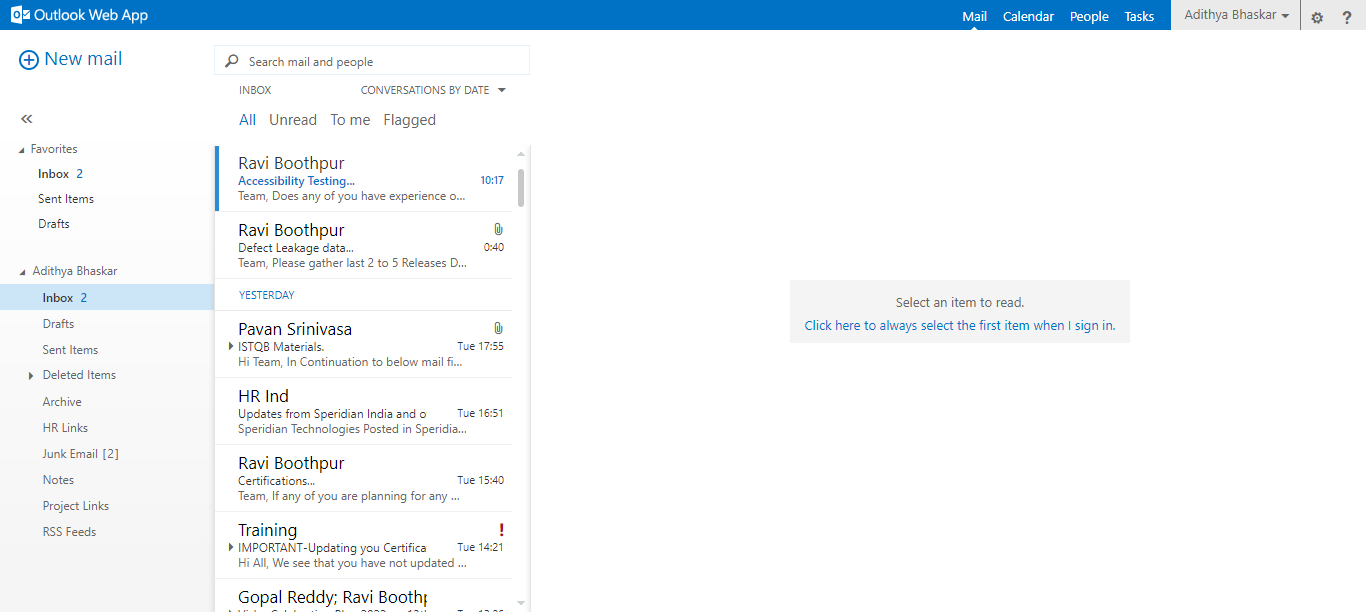 Outlook Web App
Mail Calendar People Tasks Adithya Bhaskar ?
New mail
Search mail and people
INBOX CONVERSATIONS BY DATE
All Unread To me Flagged
Favorites
Inbox 2
Sent Items
Drafts
Adithya Bhaskar
Inbox 2
Drafts
Sent Items
Deleted Items
Archive
HR Links
Junk Email [2]
Notes
Project Links
RSS Feeds
Ravi Boothpur
Accessibility Testing... 10:17
Team, Does any of you have experience o...
Ravi Boothpur
Defect Leakage data... 0:40
Team, Please gather last 2 to 5 Releases D...
YESTERDAY
Pavan Srinivasa
ISTQB Materials. Tue 17:55
Hi Team, In Continuation to below mail fi...
HR Ind
Updates from Speridian India and o Tue 16:51
Speridian Technologies Posted in Speridia...
Ravi Boothpur
Certifications... Tue 15:40
Team, If any of you are planning for any ...
Training !
IMPORTANT-Updating you Certifica Tue 14:21
Hi All, We see that you have not updated ...
Gopal Reddy; Ravi Boothp
Select an item to read.
Click here to always select the first item when I sign in.